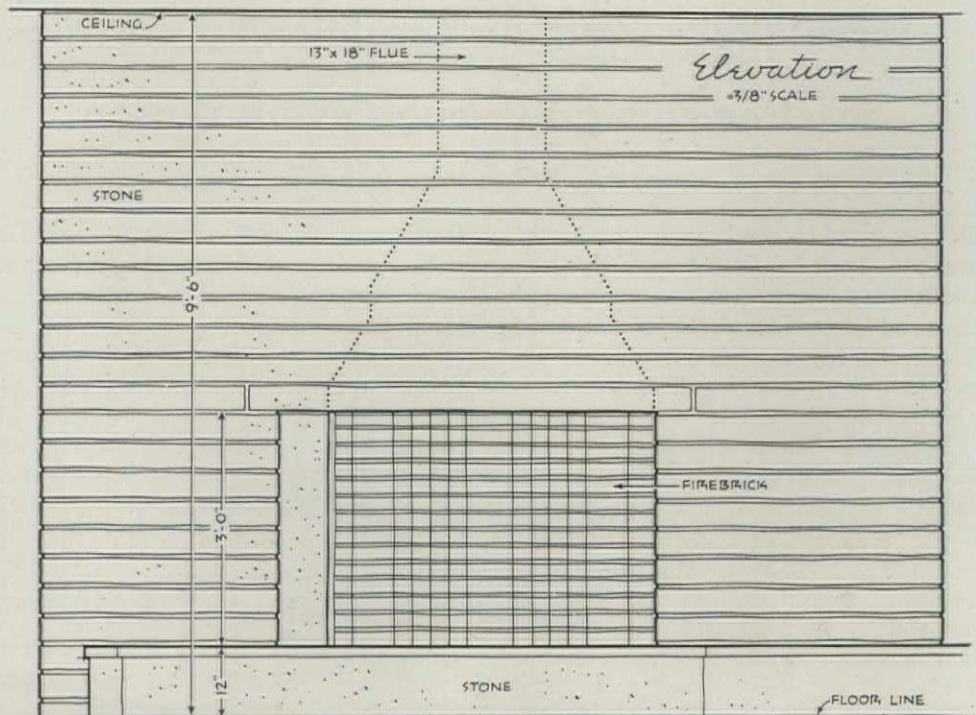 CEILING
13" x 18" FLUE
Elevation
3/8" SCALE
STONE
9'-6"
FIREBRICK
3'-0"
12"
STONE
FLOOR LINE